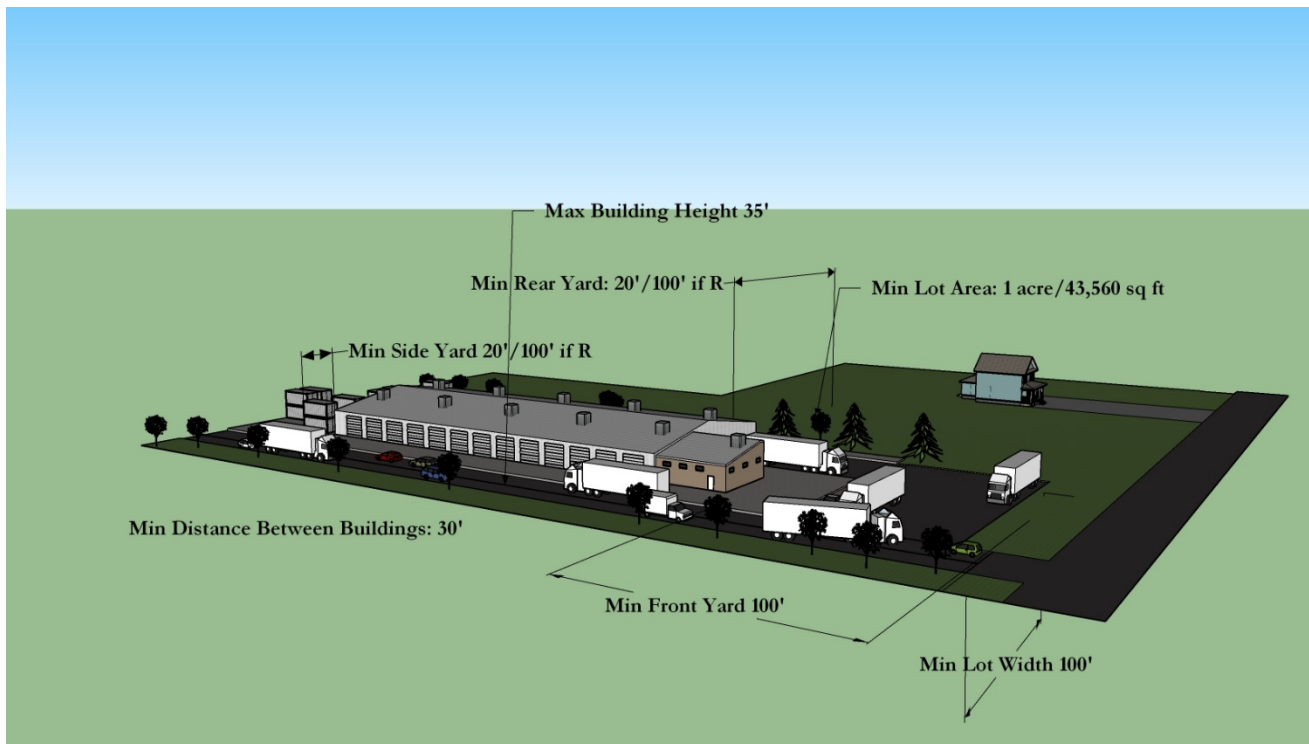 Max Building Height 35'
Min Rear Yard: 20'/100' if R
Min Lot Area: 1 acre/43,560 sq ft
Min Side Yard 20'/100' if R
Min Distance Between Buildings: 30'
Min Front Yard 100'
Min Lot Width 100'